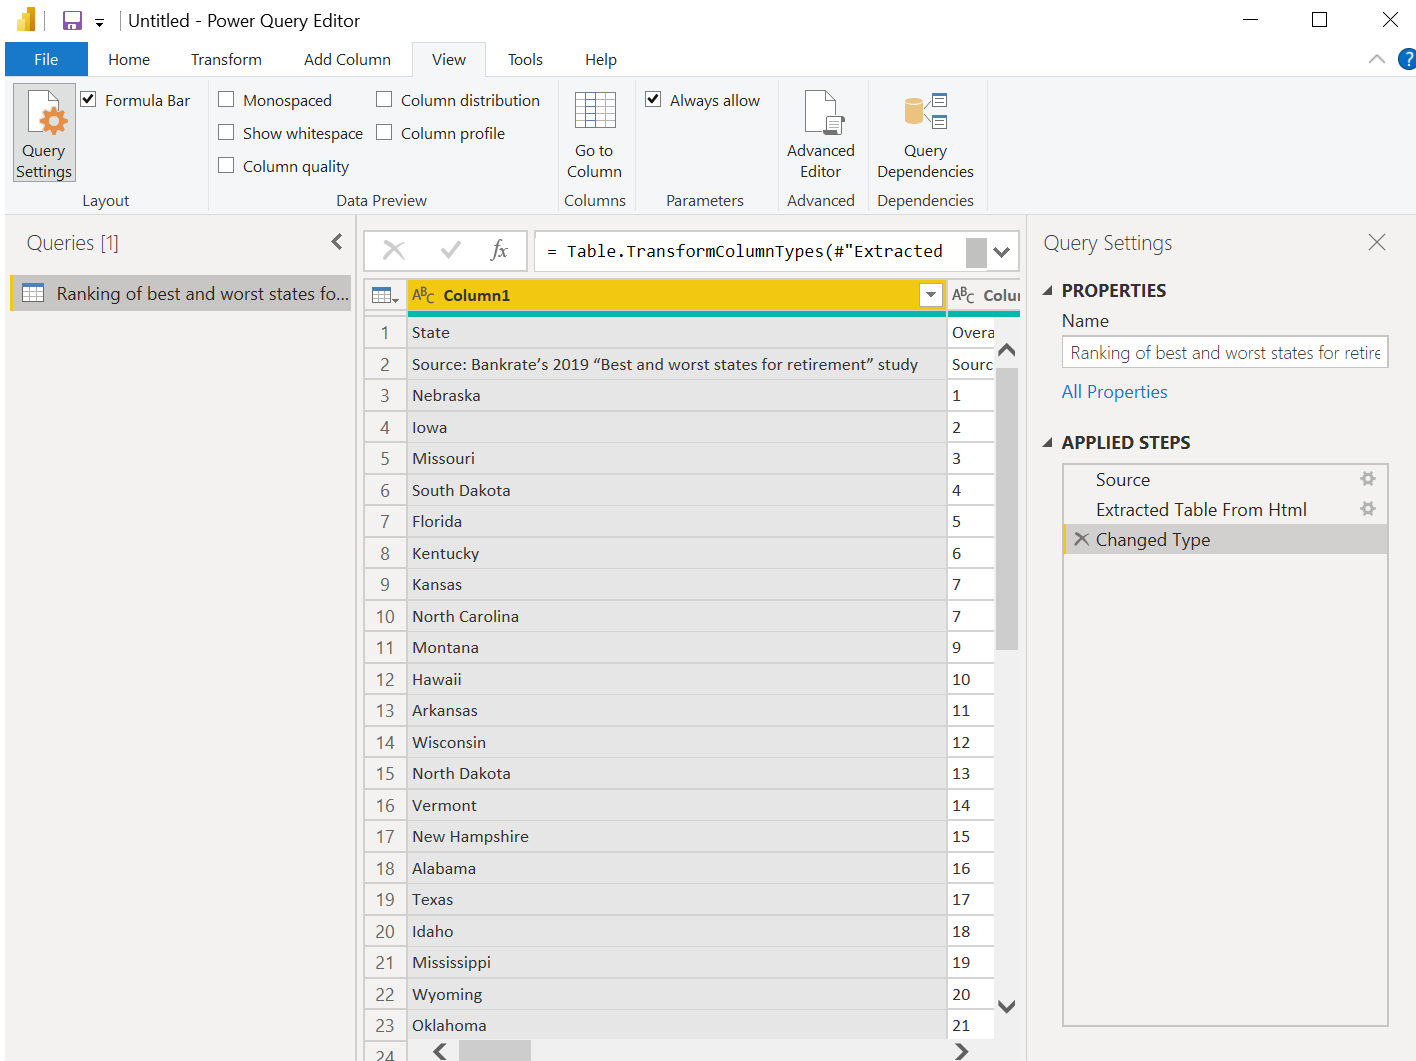 Untitled - Power Query Editor
File Home Transform Add Column View Tools Help ?
Formula Bar Monospaced Column distribution Always allow
Show whitespace Column profile
Query Settings Column quality Go to Column Advanced Editor Query Dependencies
Layout Data Preview Columns Parameters Advanced Dependencies
Queries [1]
Ranking of best and worst states fo...
fx = Table.TransformColumnTypes(#"Extracted
ABC Column1 ABC Colu
1 State Overa
2 Source: Bankrate’s 2019 “Best and worst states for retirement” study Sourc
3 Nebraska 1
4 Iowa 2
5 Missouri 3
6 South Dakota 4
7 Florida 5
8 Kentucky 6
9 Kansas 7
10 North Carolina 7
11 Montana 9
12 Hawaii 10
13 Arkansas 11
14 Wisconsin 12
15 North Dakota 13
16 Vermont 14
17 New Hampshire 15
18 Alabama 16
19 Texas 17
20 Idaho 18
21 Mississippi 19
22 Wyoming 20
23 Oklahoma 21
24
Query Settings
PROPERTIES
Name
Ranking of best and worst states for retire
All Properties
APPLIED STEPS
Source
Extracted Table From Html
Changed Type